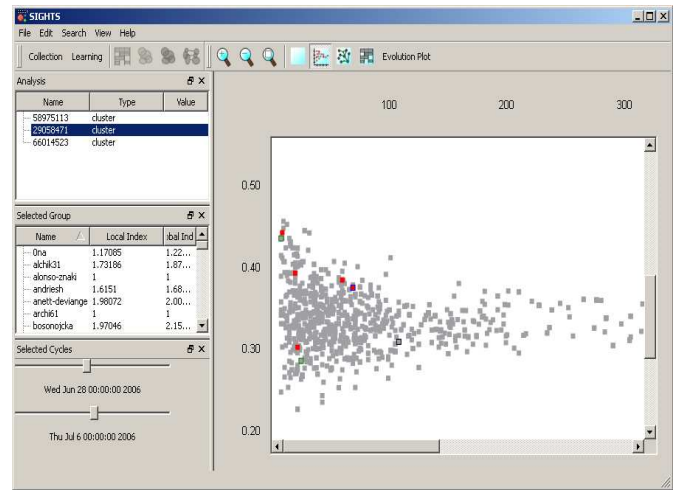 SIGHTS
File Edit Search View Help
Collection Learning Evolution Plot
Analysis
Name Type Value
58975113 cluster
29058471 cluster
66014523 cluster
Selected Group
Name Local Index bal Ind
0na 1.17085 1.22...
alchik31 1.73186 1.87...
alonso-znaki 1 1
andriesh 1.6151 1.68...
anett-deviange 1.98072 2.00...
archi61 1 1
bosonojcka 1.97046 2.15...
Selected Cycles
Wed Jun 28 00:00:00 2006
Thu Jul 6 00:00:00 2006
100 200 300
0.50
0.40
0.30
0.20